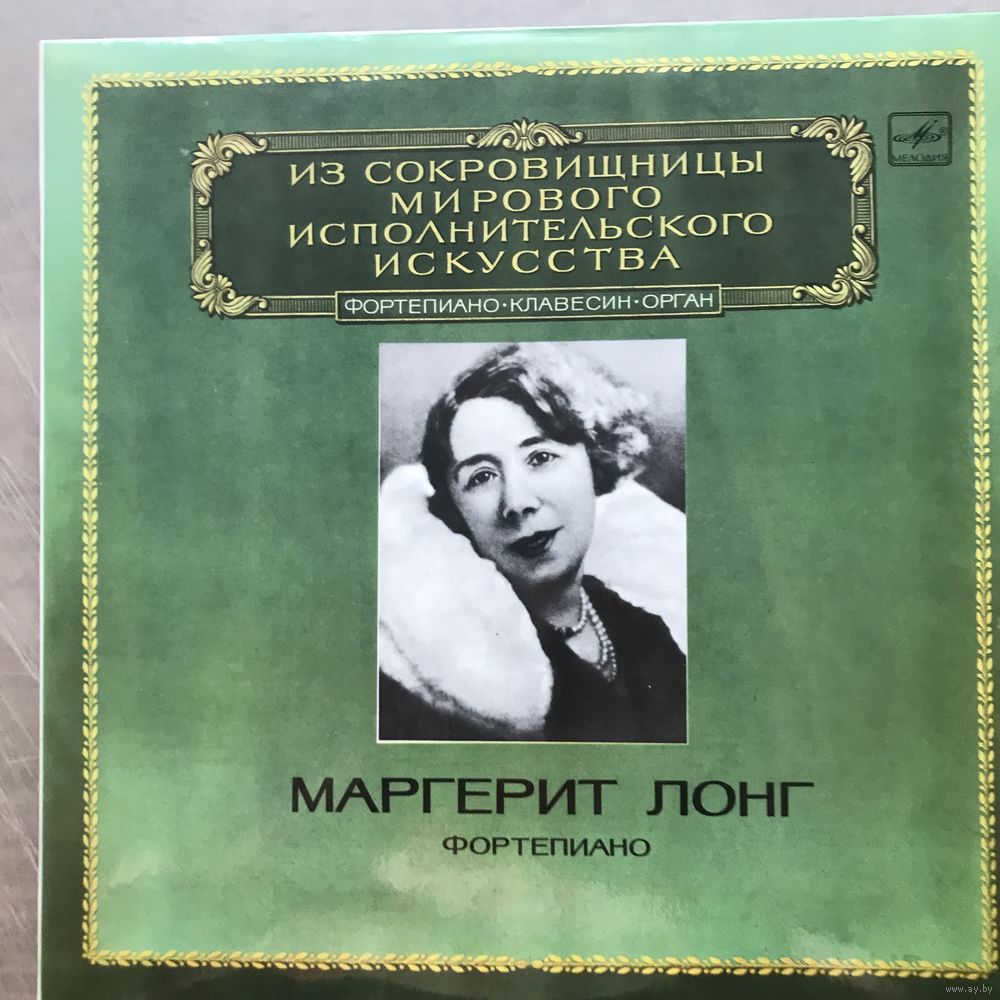 ИЗ СОКРОВИЩНИЦЫ
МИРОВОГО
ИСПОЛНИТЕЛЬСКОГО
ИСКУССТВА
МЕЛОДИЯ
ФОРТЕПИАНО·КЛАВЕСИН·ОРГАН
МАРГЕРИТ ЛОНГ
ФОРТЕПИАНО
www.ay.by